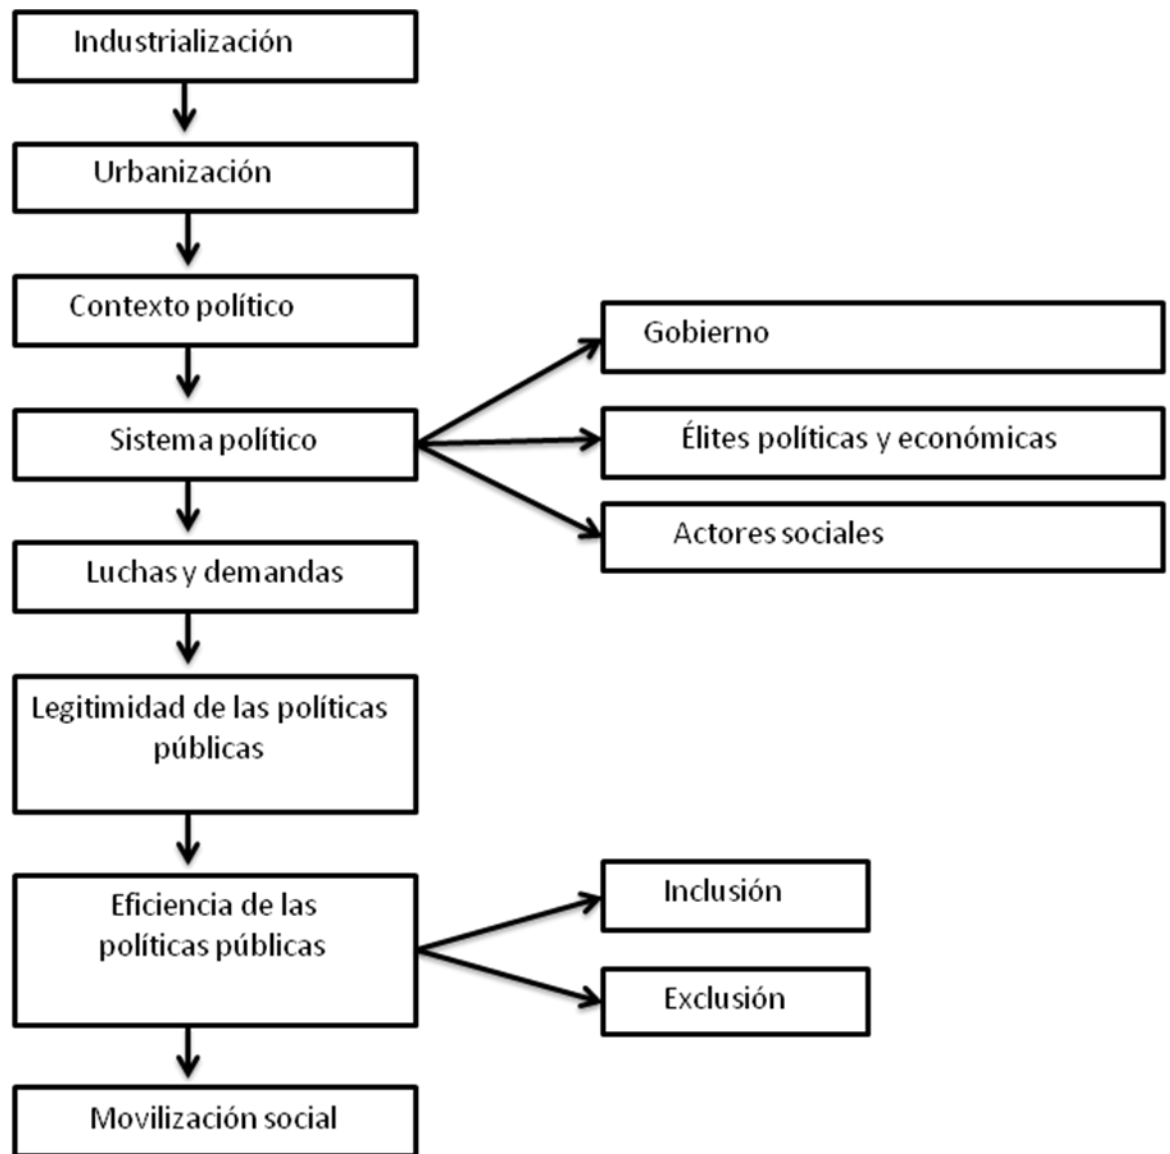 Industrialización
Urbanización
Contexto político
Gobierno
Sistema político
Élites políticas y económicas
Actores sociales
Luchas y demandas
Legitimidad de las políticas
públicas
Eficiencia de las
políticas públicas
Inclusión
Exclusión
Movilización social